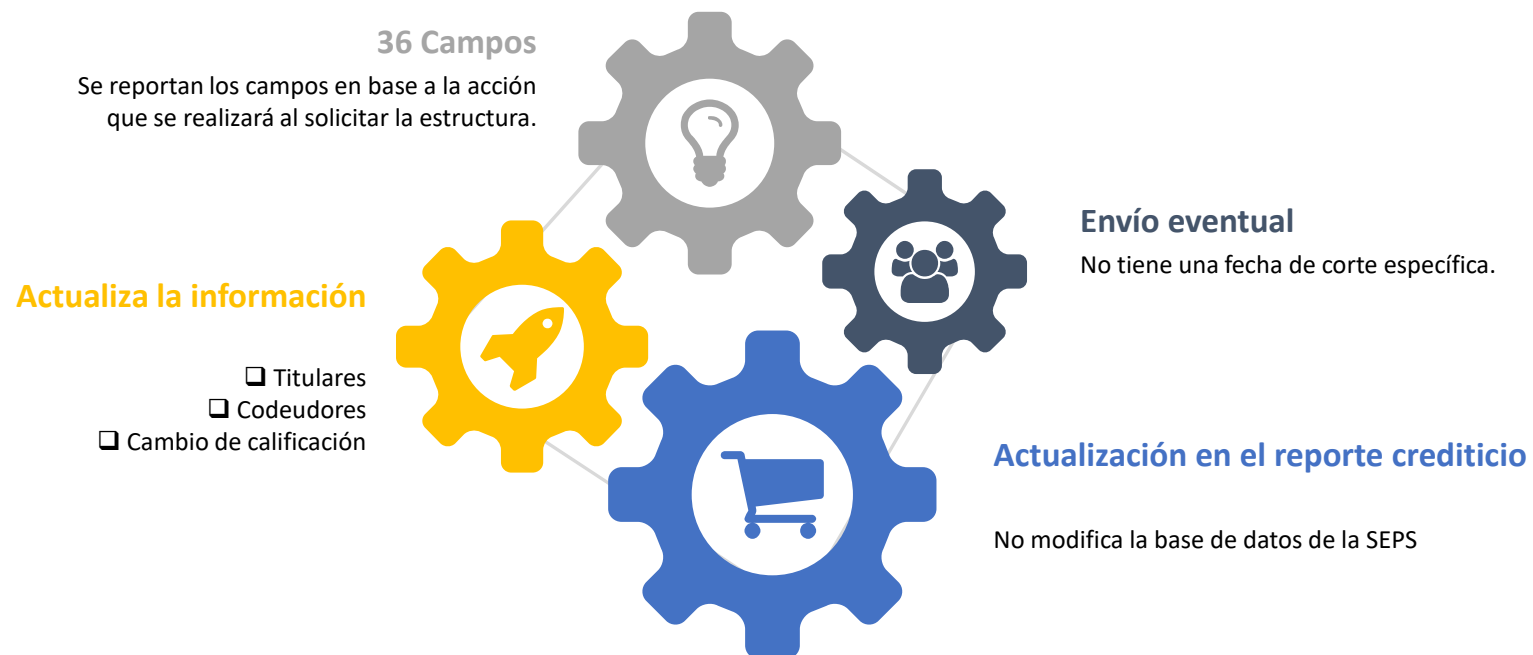 36 Campos
Se reportan los campos en base a la acción
que se realizará al solicitar la estructura.
Envío eventual
No tiene una fecha de corte específica.
Actualiza la información
❑ Titulares
❑ Codeudores
❑ Cambio de calificación
Actualización en el reporte crediticio
No modifica la base de datos de la SEPS